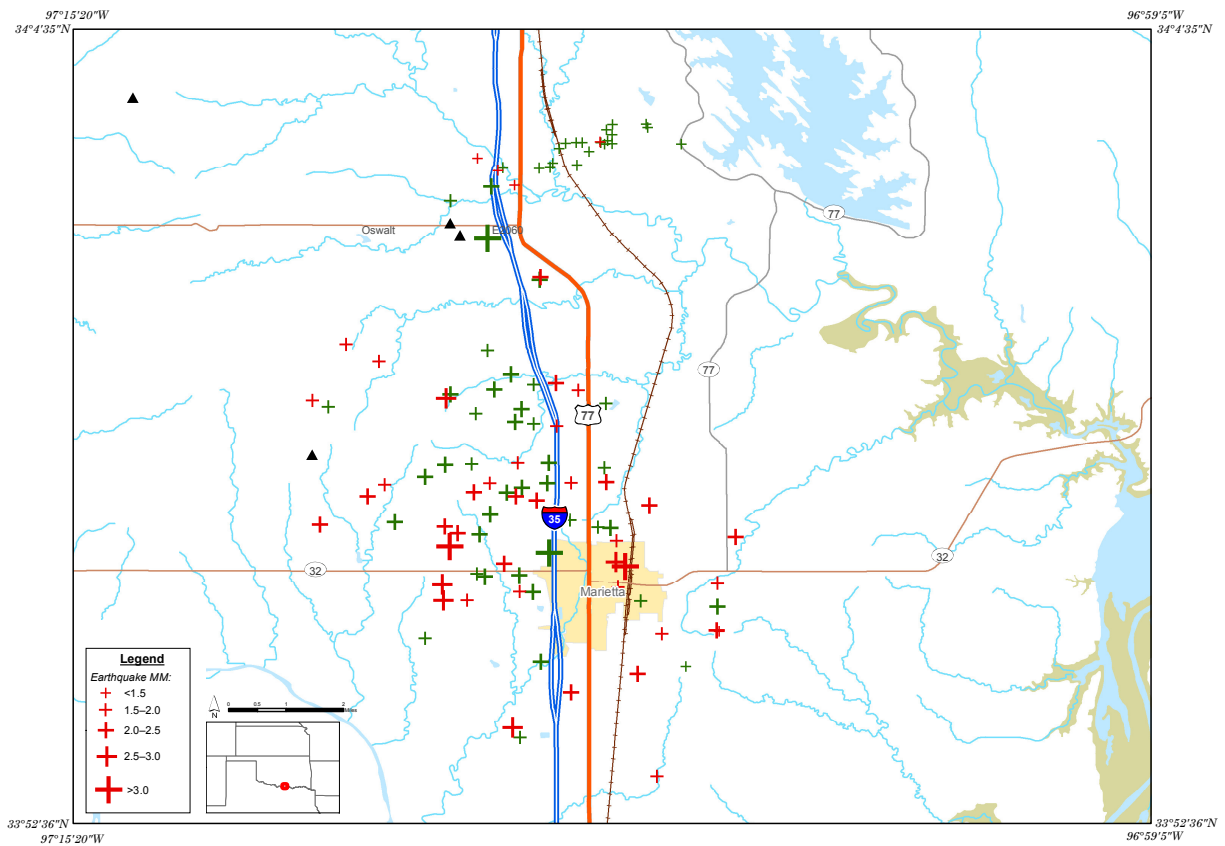 97°15'20"W
96°59'5"W
34°4'35"N
34°4'35"N
77
Oswalt
77
77
35
32
32
Marietta
Legend
Earthquake MM:
<1.5
1.5–2.0
2.0–2.5
2.5–3.0
>3.0
0 0.5 1 2
Miles
N
33°52'36"N
33°52'36"N
97°15'20"W
96°59'5"W